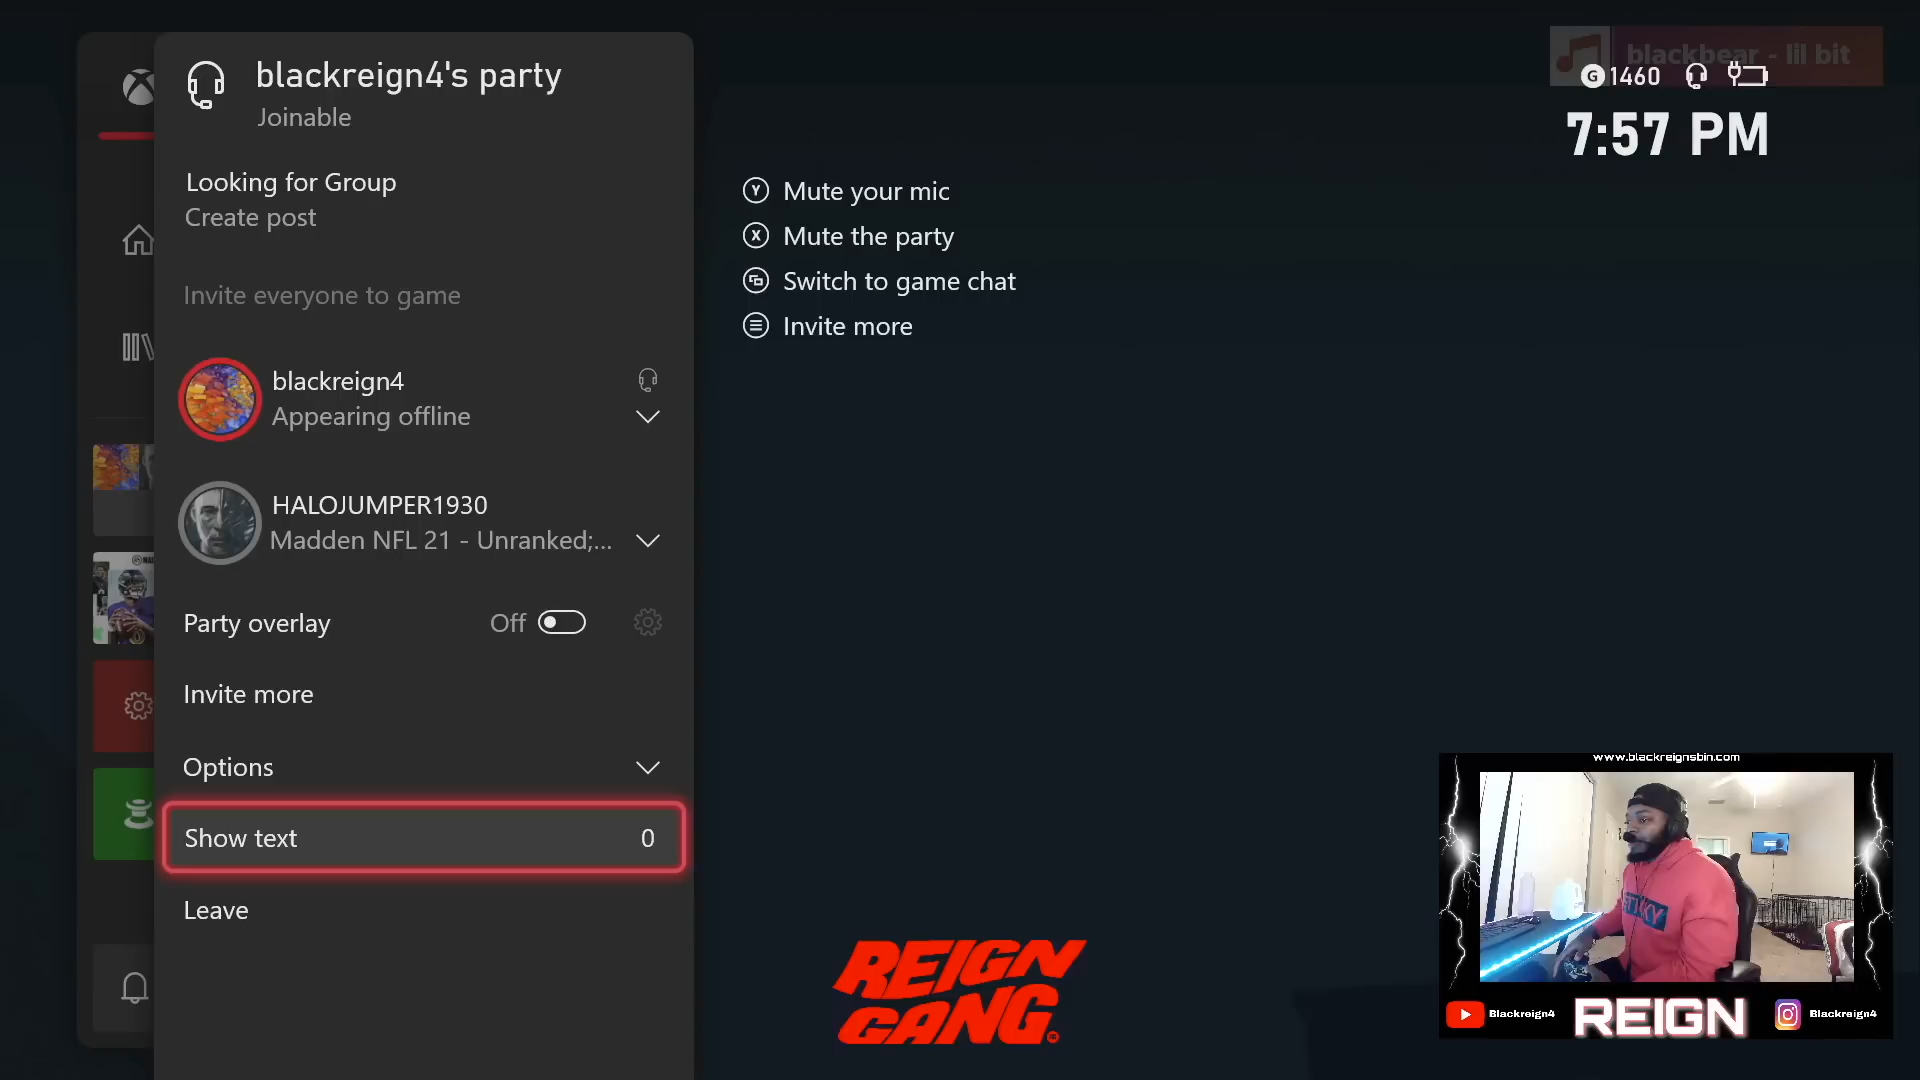 blackreign4's party
Joinable
Looking for Group
Create post
Invite everyone to game
blackreign4
Appearing offline
HALOJUMPER1930
Madden NFL 21 - Unranked;...
Party overlay
Off
Invite more
Options
Show text
0
Leave
Y Mute your mic
X Mute the party
Switch to game chat
Invite more
blackbear - lil bit
G 1460
7:57 PM
REIGN
GANG
www.blackreignsbin.com
Blackreign4
REIGN
Blackreign4